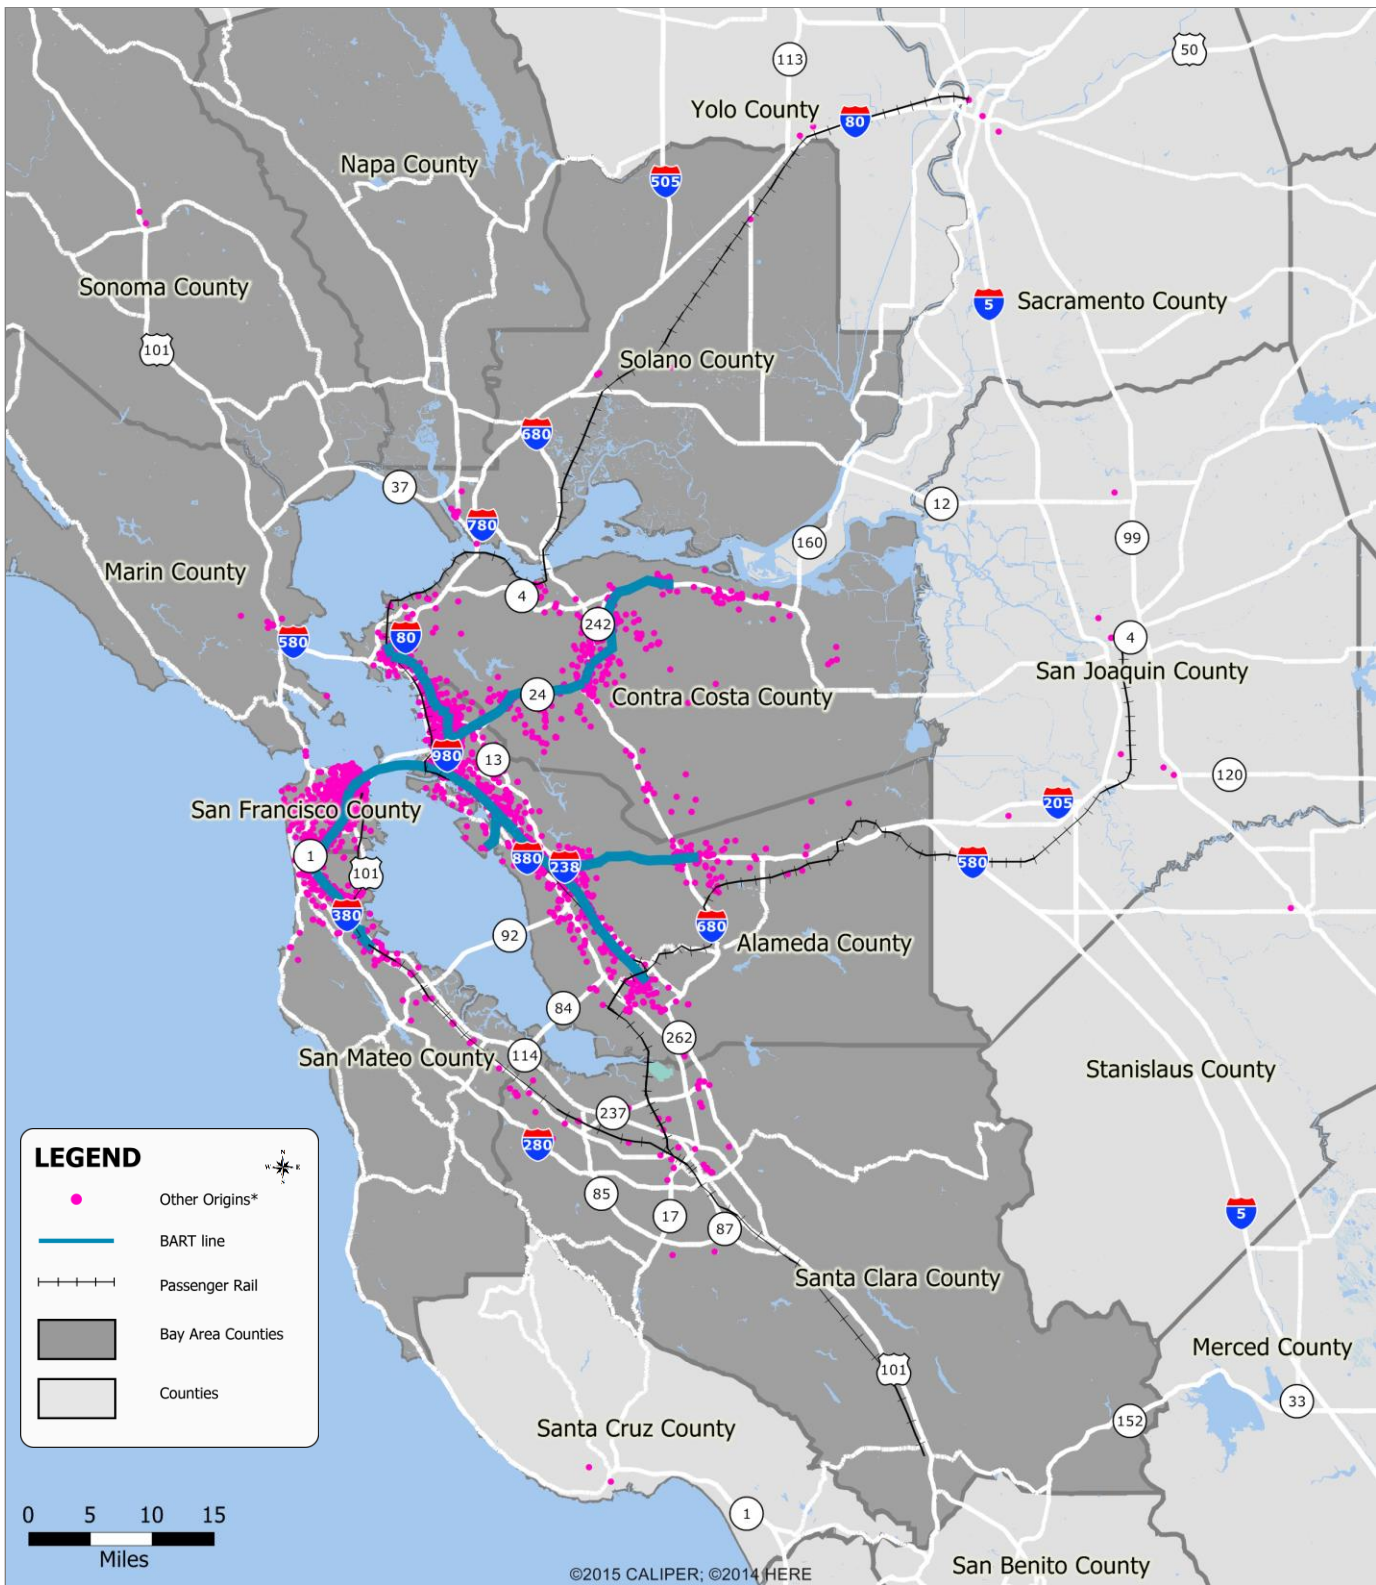 113
50
Yolo County
80
Napa County
505
Sonoma County
5
Sacramento County
101
Solano County
680
37
12
780
160
99
Marin County
4
242
80
580
4
San Joaquin County
24
Contra Costa County
980
13
120
San Francisco County
205
1
101
880
238
580
380
680
92
Alameda County
84
262
San Mateo County
114
Stanislaus County
237
280
85
17
87
5
Santa Clara County
101
Merced County
33
152
Santa Cruz County
1
San Benito County
LEGEND
N
W
E
S
Other Origins*
BART line
Passenger Rail
Bay Area Counties
Counties
0 5 10 15
Miles
©2015 CALIPER; ©2014 HERE